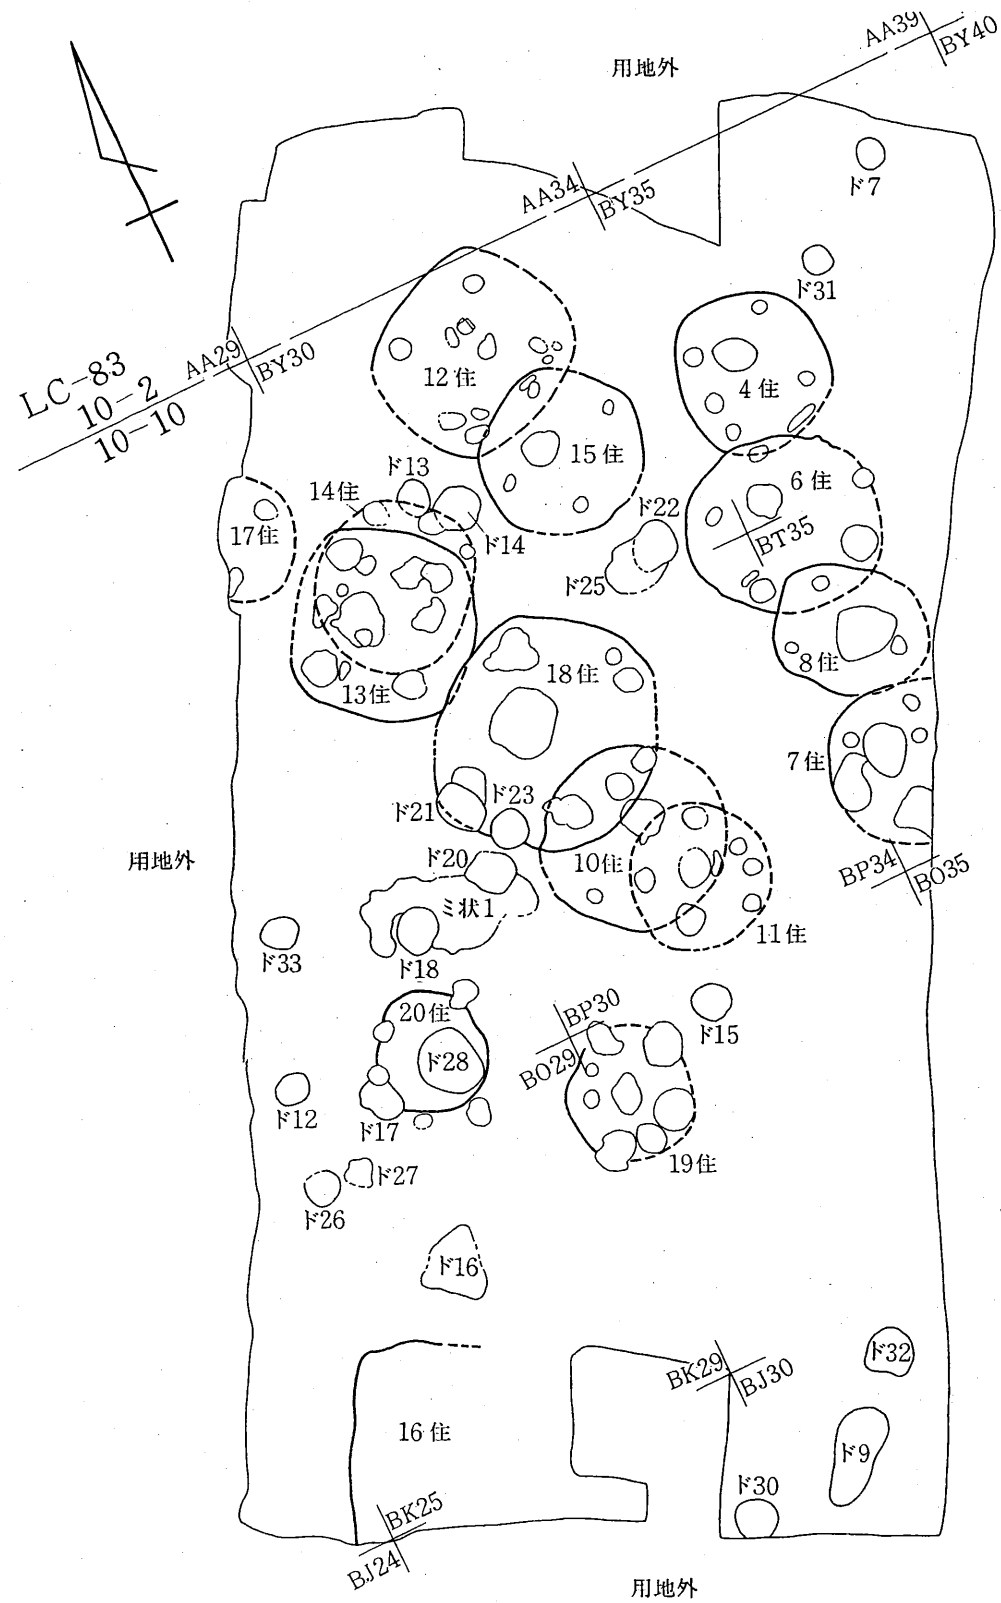 AA39
BY40
用地外
ド7
AA34
BY35
ド31
LC-83
10-2
10-10
AA29
BY30
12住
4住
15住
6住
ド13
14住
ド14
ド22
ド25
BT35
17住
8住
13住
18住
7住
ド21
ド23
用地外
ド20
10住
BP34
BO35
ミ状1
11住
ド33
ド18
20住
BP30
BO29
ド15
ド28
ド12
ド17
19住
ド27
ド26
ド16
ド32
BK29
BJ30
16住
ド9
ド30
BK25
BJ24
用地外